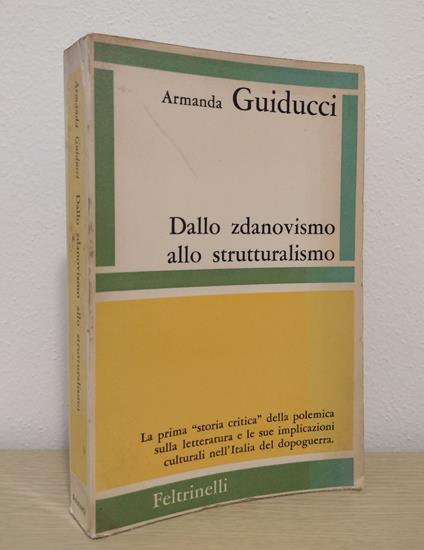 Armanda Guiducci
Dallo zdanovismo
allo strutturalismo
La prima “storia critica” della polemica
sulla letteratura e le sue implicazioni
culturali nell'Italia del dopoguerra.
Feltrinelli
Armanda Guiducci Dallo zdanovismo allo strutturalismo